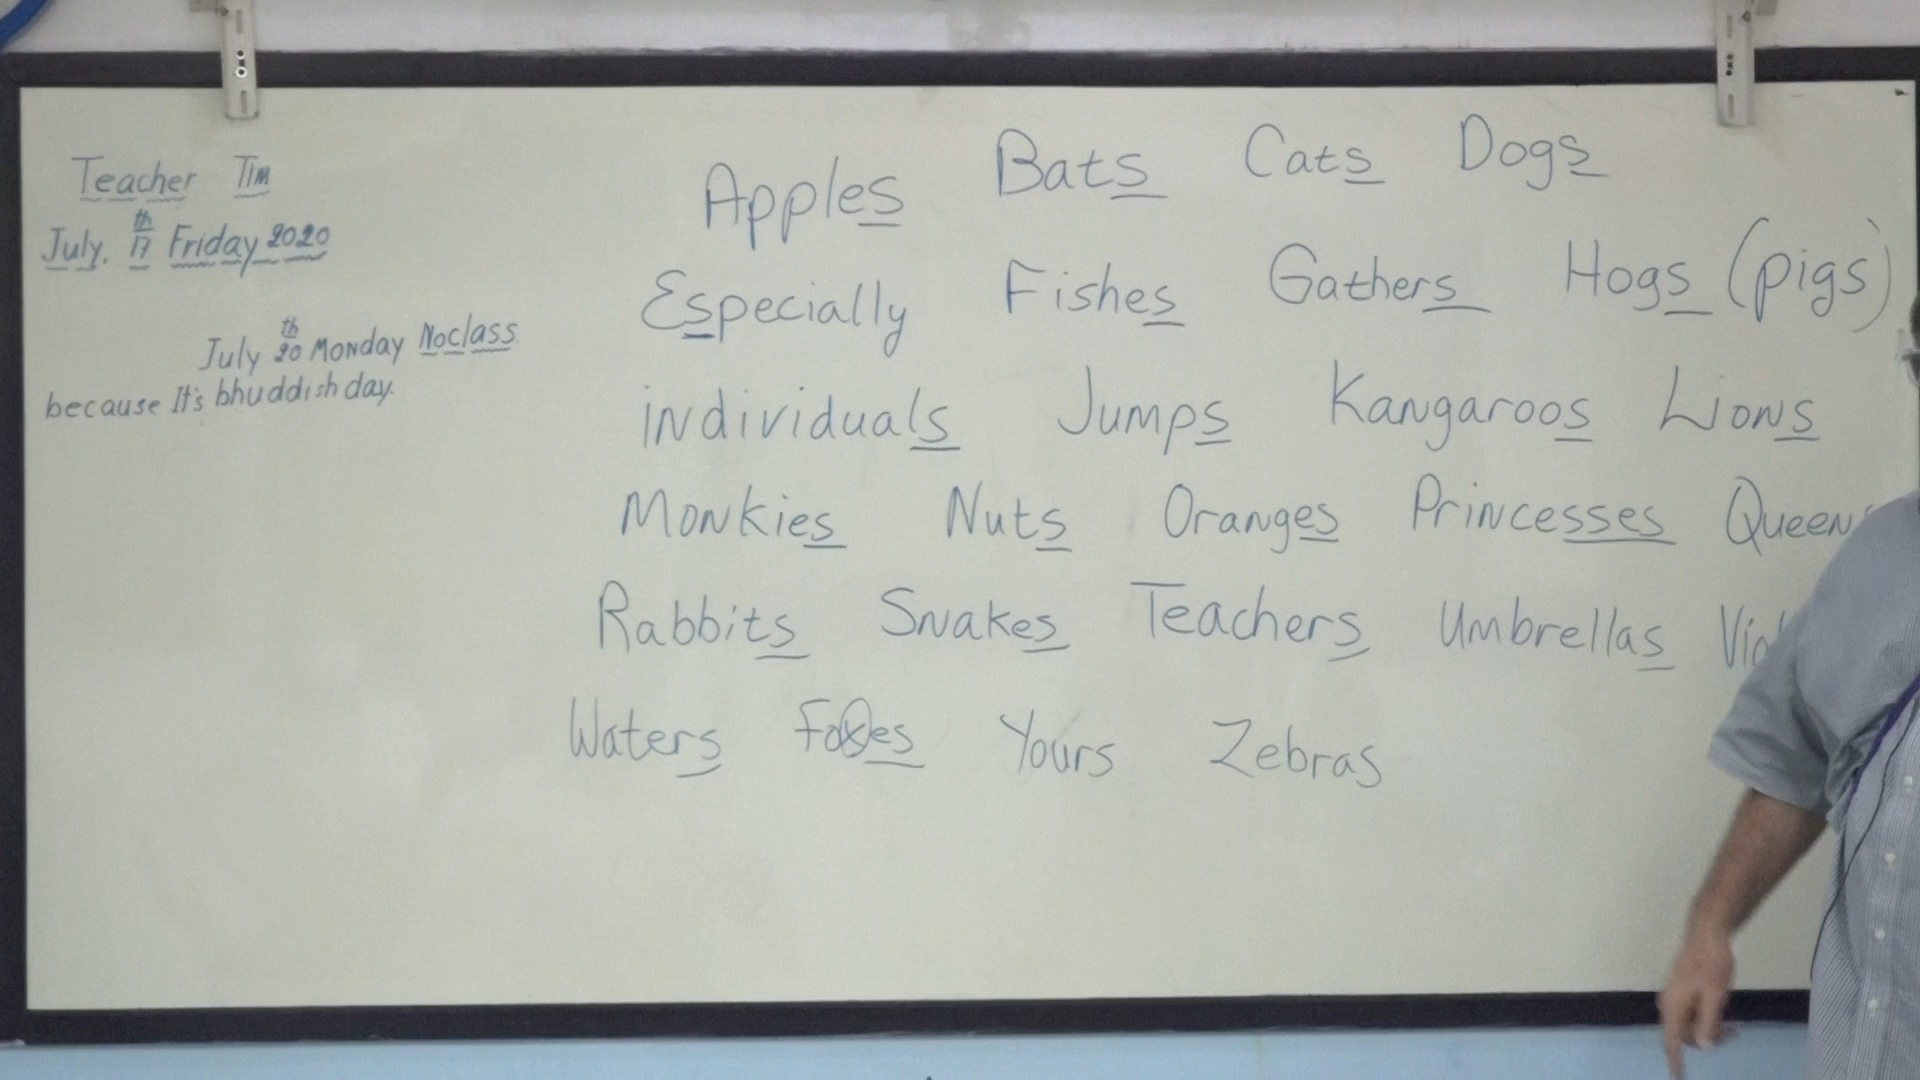 Teacher Tim
July. 17th Friday 2020
July 20th Monday Noclass
because It's bhuddish day.
Apples Bats Cats Dogs
Especially Fishes Gathers Hogs (pigs)
individuals Jumps Kangaroos Lions
Monkies Nuts Oranges Princesses Queens
Rabbits Snakes Teachers Umbrellas
Waters Foxes Yours Zebras